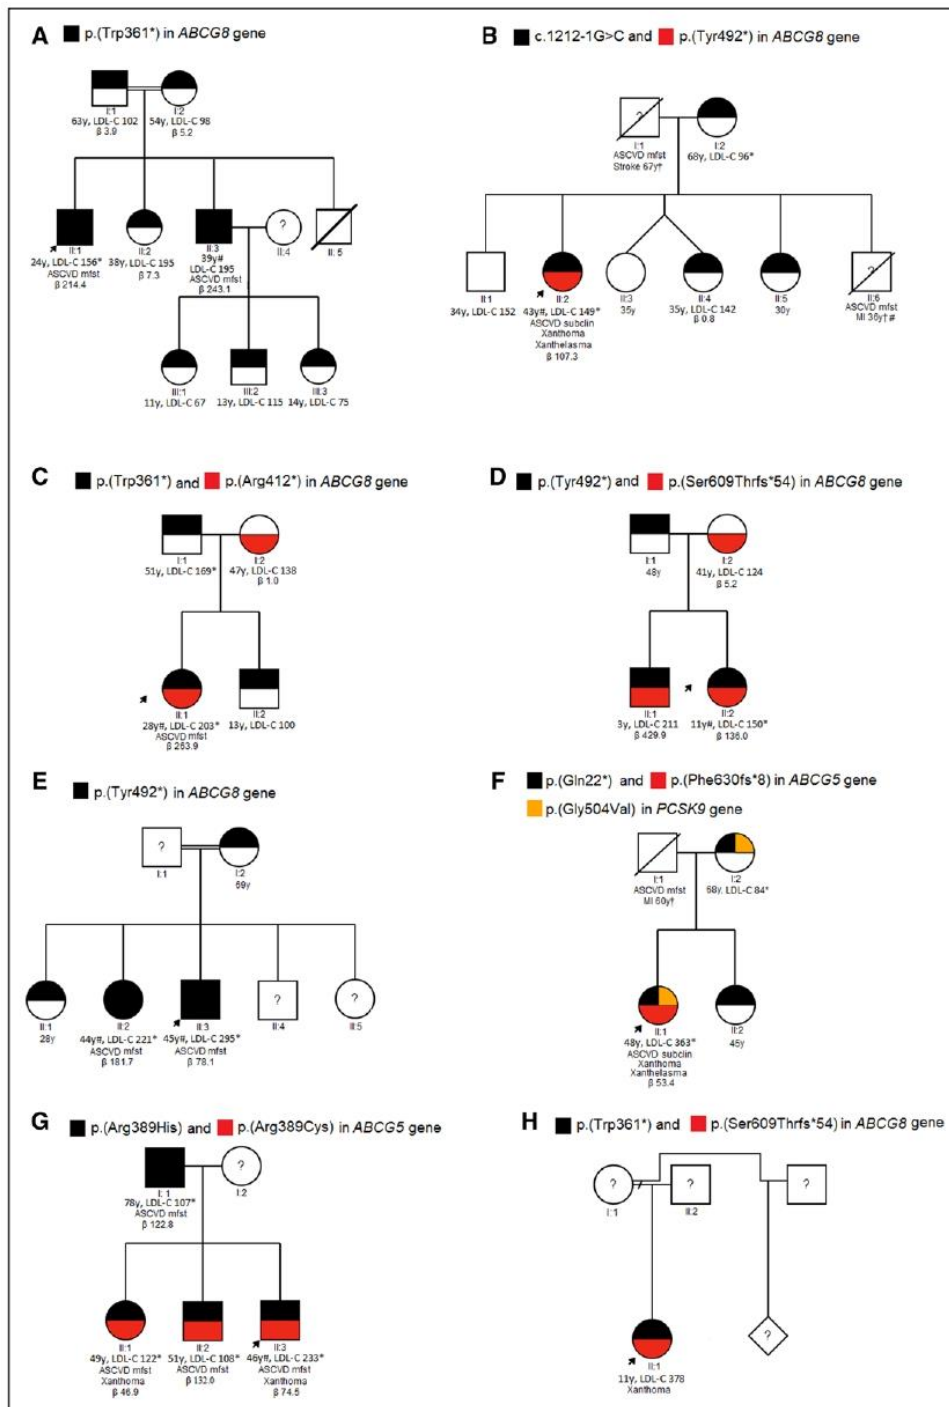 A p.(Trp361*) in ABCG8 gene
I:1
63y, LDL-C 102
β 3.9
I:2
54y, LDL-C 98
β 5.2
II:1
24y, LDL-C 156*
ASCVD mfst
β 214.4
II:2
38y, LDL-C 195
β 7.3
II:3
39y#
LDL-C 195
ASCVD mfst
β 243.1
?
II:4
II:5
III:1
11y, LDL-C 67
III:2
13y, LDL-C 115
III:3
14y, LDL-C 75
B c.1212-1G>C and p.(Tyr492*) in ABCG8 gene
?
I:1
ASCVD mfst
Stroke 67y†
I:2
68y, LDL-C 96*
II:1
34y, LDL-C 152
II:2
43y#, LDL-C 149*
ASCVD subclin
Xanthoma
Xanthelasma
β 107.3
II:3
35y
II:4
35y, LDL-C 142
β 0.8
II:5
30y
?
II:6
ASCVD mfst
MI 36y† #
C p.(Trp361*) and p.(Arg412*) in ABCG8 gene
I:1
51y, LDL-C 169*
I:2
47y, LDL-C 138
β 1.0
II:1
28y#, LDL-C 203*
ASCVD mfst
β 263.9
II:2
13y, LDL-C 100
D p.(Tyr492*) and p.(Ser609Thrfs*54) in ABCG8 gene
I:1
48y
I:2
41y, LDL-C 124
β 5.2
II:1
3y, LDL-C 211
β 429.9
II:2
11y#, LDL-C 150*
β 136.0
E p.(Tyr492*) in ABCG8 gene
?
I:1
I:2
69y
II:1
28y
II:2
44y#, LDL-C 221*
ASCVD mfst
β 181.7
II:3
45y#, LDL-C 295*
ASCVD mfst
β 78.1
?
II:4
?
II:5
F p.(Gln22*) and p.(Phe630fs*8) in ABCG5 gene
p.(Gly504Val) in PCSK9 gene
I:1
ASCVD mfst
MI 60y†
I:2
68y, LDL-C 84*
II:1
48y, LDL-C 363*
ASCVD subclin
Xanthoma
Xanthelasma
β 53.4
II:2
45y
G p.(Arg389His) and p.(Arg389Cys) in ABCG5 gene
I:1
78y, LDL-C 107*
ASCVD mfst
β 122.8
?
I:2
II:1
49y, LDL-C 122*
ASCVD mfst
Xanthoma
β 46.9
II:2
51y, LDL-C 108*
ASCVD mfst
β 132.0
II:3
46y#, LDL-C 233*
ASCVD mfst
Xanthoma
β 74.5
H p.(Trp361*) and p.(Ser609Thrfs*54) in ABCG8 gene
?
I:1
?
II:2
?
?
II:1
11y, LDL-C 378
Xanthoma